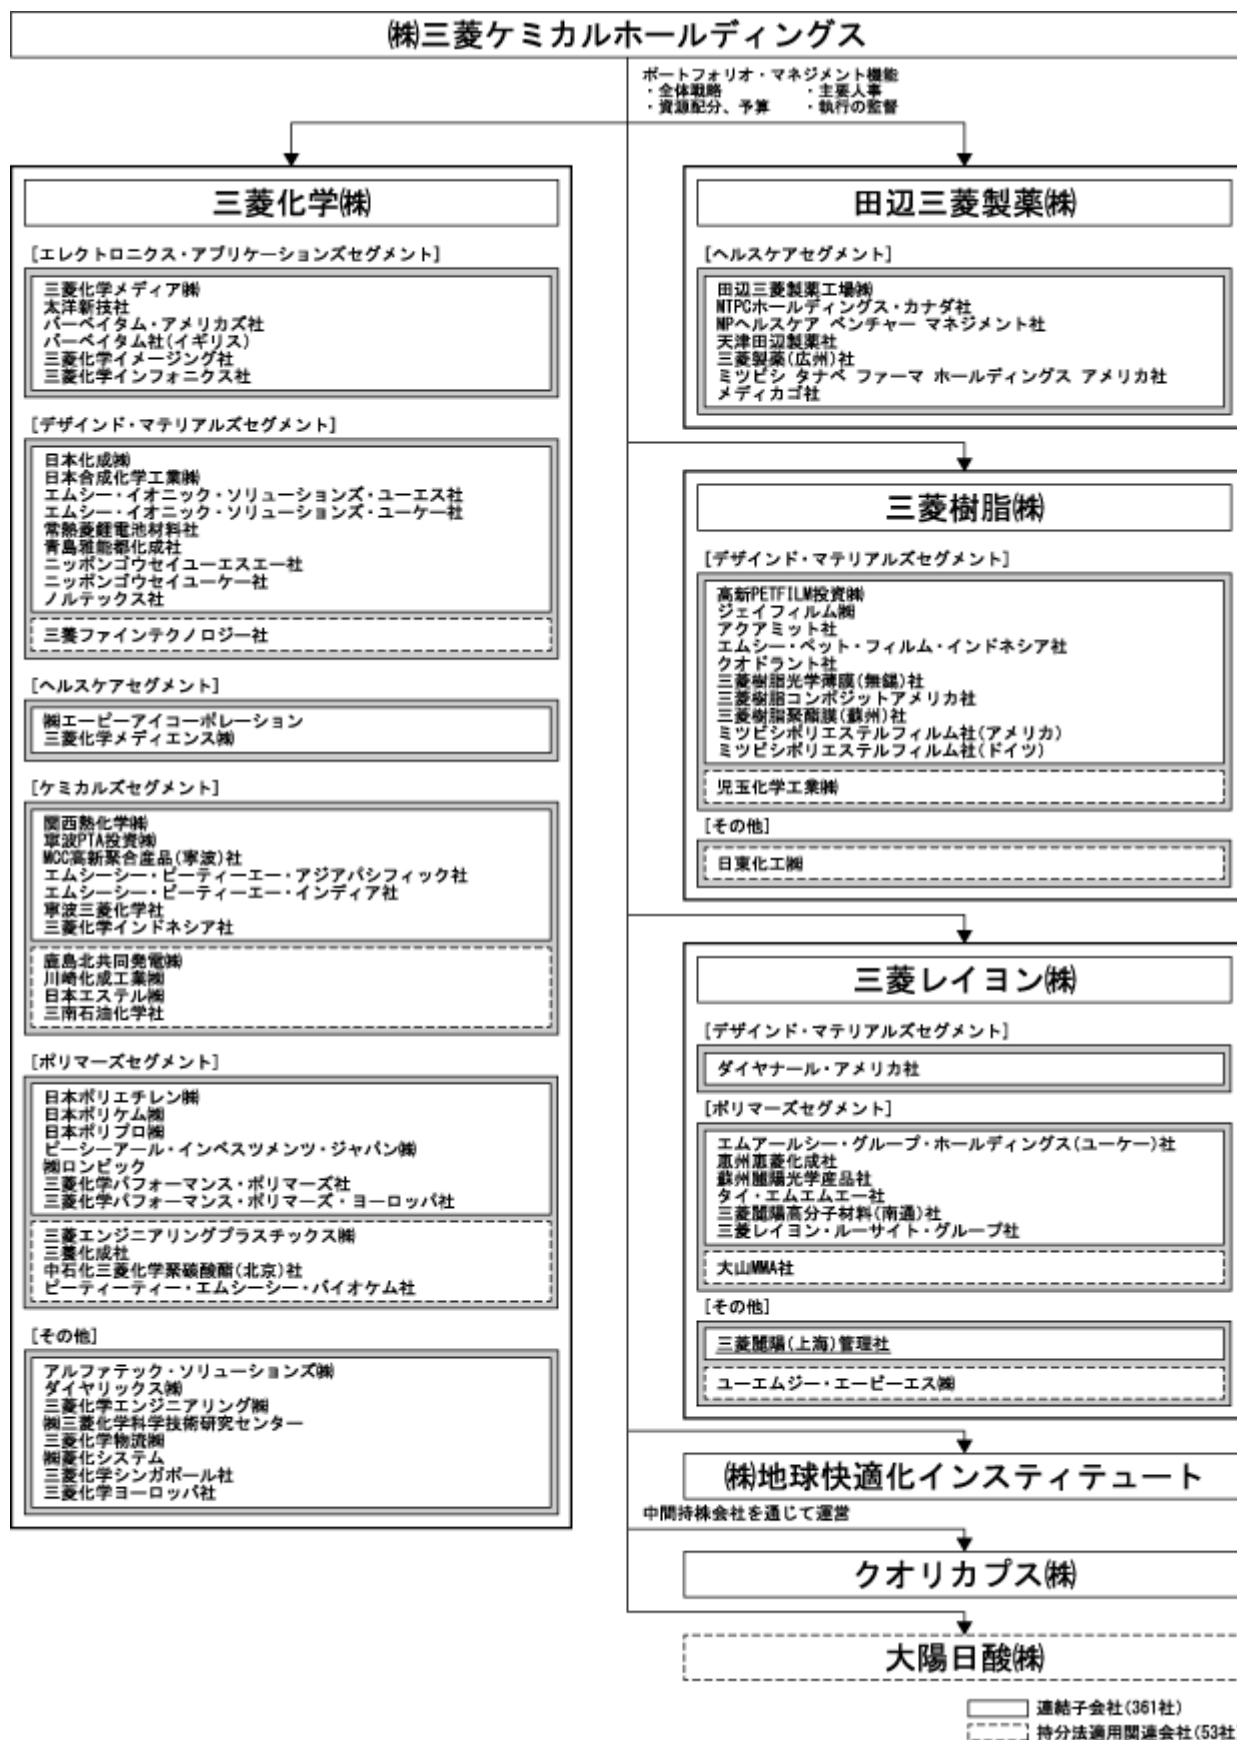 ㈱三菱ケミカルホールディングス
ポートフォリオ・マネジメント機能
・全体戦略　・主要人事
・資源配分、予算　・執行の監督
三菱化学㈱
[エレクトロニクス・アプリケーションズセグメント]
三菱化学メディア㈱
太洋新技社
バーベイタム・アメリカズ社
バーベイタム社(イギリス)
三菱化学イメージング社
三菱化学インフォニクス社
[デザインド・マテリアルズセグメント]
日本化成㈱
日本合成化学工業㈱
エムシー・イオニック・ソリューションズ・ユーエス社
エムシー・イオニック・ソリューションズ・ユーケー社
常熟菱鋰電池材料社
青島雅能都化成社
ニッポンゴウセイユーエスエー社
ニッポンゴウセイユーケー社
ノルテックス社
三養ファインテクノロジー社
[ヘルスケアセグメント]
㈱エーピーアイコーポレーション
三菱化学メディエンス㈱
[ケミカルズセグメント]
関西熱化学㈱
寧波PTA投資㈱
MCC高新聚合産品(寧波)社
エムシーシー・ピーティーエー・アジアパシフィック社
エムシーシー・ピーティーエー・インディア社
寧波三菱化学社
三菱化学インドネシア社
鹿島北共同発電㈱
川崎化成工業㈱
日本エステル㈱
三南石油化学社
[ポリマーズセグメント]
日本ポリエチレン㈱
日本ポリケム㈱
日本ポリプロ㈱
ピーシーアール・インベスツメンツ・ジャパン㈱
㈱ロンビック
三菱化学パフォーマンス・ポリマーズ社
三菱化学パフォーマンス・ポリマーズ・ヨーロッパ社
三菱エンジニアリングプラスチックス㈱
三養化成社
中石化三菱化学聚碳酸酯(北京)社
ピーティーティー・エムシーシー・バイオケム社
[その他]
アルファテック・ソリューションズ㈱
ダイヤリックス㈱
三菱化学エンジニアリング㈱
㈱三菱化学科学技術研究センター
三菱化学物流㈱
㈱菱化システム
三菱化学シンガポール社
三菱化学ヨーロッパ社
田辺三菱製薬㈱
[ヘルスケアセグメント]
田辺三菱製薬工場㈱
MTPCホールディングス・カナダ社
MPヘルスケア ベンチャー マネジメント社
天津田辺製薬社
三菱製薬(広州)社
ミツビシ タナベ ファーマ ホールディングス アメリカ社
メディカゴ社
三菱樹脂㈱
[デザインド・マテリアルズセグメント]
高新PETFILM投資㈱
ジェイフィルム㈱
アクアミット社
エムシー・ペット・フィルム・インドネシア社
クオドラント社
三菱樹脂光学薄膜(無錫)社
三菱樹脂コンポジットアメリカ社
三菱樹脂聚酯膜(蘇州)社
ミツビシポリエステルフィルム社(アメリカ)
ミツビシポリエステルフィルム社(ドイツ)
児玉化学工業㈱
[その他]
日東化工㈱
三菱レイヨン㈱
[デザインド・マテリアルズセグメント]
ダイヤナール・アメリカ社
[ポリマーズセグメント]
エムアールシー・グループ・ホールディングス(ユーケー)社
恵州恵菱化成社
蘇州麗陽光学産品社
タイ・エムエムエー社
三菱麗陽高分子材料(南通)社
三菱レイヨン・ルーサイト・グループ社
大山MMA社
[その他]
三菱麗陽(上海)管理社
ユーエムジー・エービーエス㈱
㈱地球快適化インスティテュート
中間持株会社を通じて運営
クオリカプス㈱
大陽日酸㈱
連結子会社(361社)
持分法適用関連会社(53社